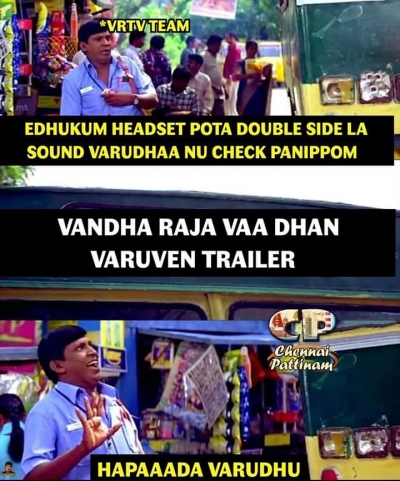 *VRTV TEAM
EDHUKUM HEADSET POTA DOUBLE SIDE LA
SOUND VARUDHAA NU CHECK PANIPPOM
VANDHA RAJA VAA DHAN
VARUVEN TRAILER
CP
Chennai
Pattinam
HAPAAADA VARUDHU